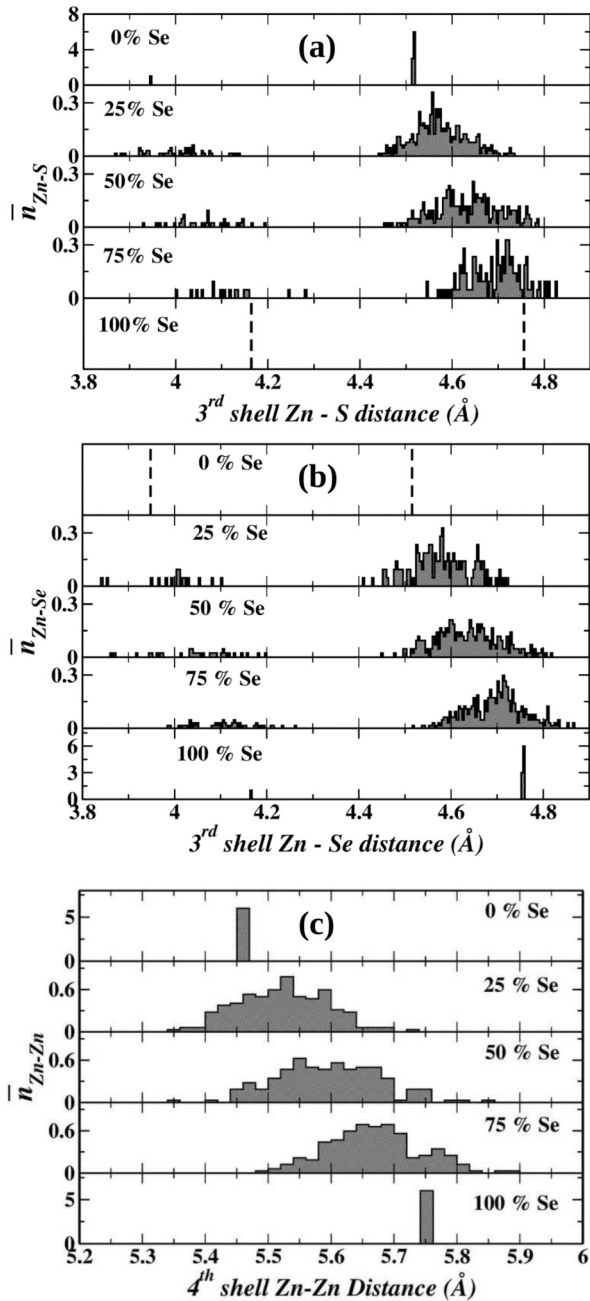 (a)
8
0% Se
4
0
0.3
25% Se
0
0.3
50% Se
0
0.3
75% Se
0
100% Se
n̄ Zn-S
3.8 4 4.2 4.4 4.6 4.8
3rd shell Zn - S distance (Å)
(b)
0 % Se
0.3
25 % Se
0
0.3
50 % Se
0
0.3
75 % Se
0
6
100 % Se
3
0
n̄ Zn-Se
3.8 4 4.2 4.4 4.6 4.8
3rd shell Zn - Se distance (Å)
(c)
0 % Se
5
0
25 % Se
0.6
0
50 % Se
0.6
0
75 % Se
0.6
0
100 % Se
5
0
n̄ Zn-Zn
5.2 5.3 5.4 5.5 5.6 5.7 5.8 5.9 6
4th shell Zn-Zn Distance (Å)